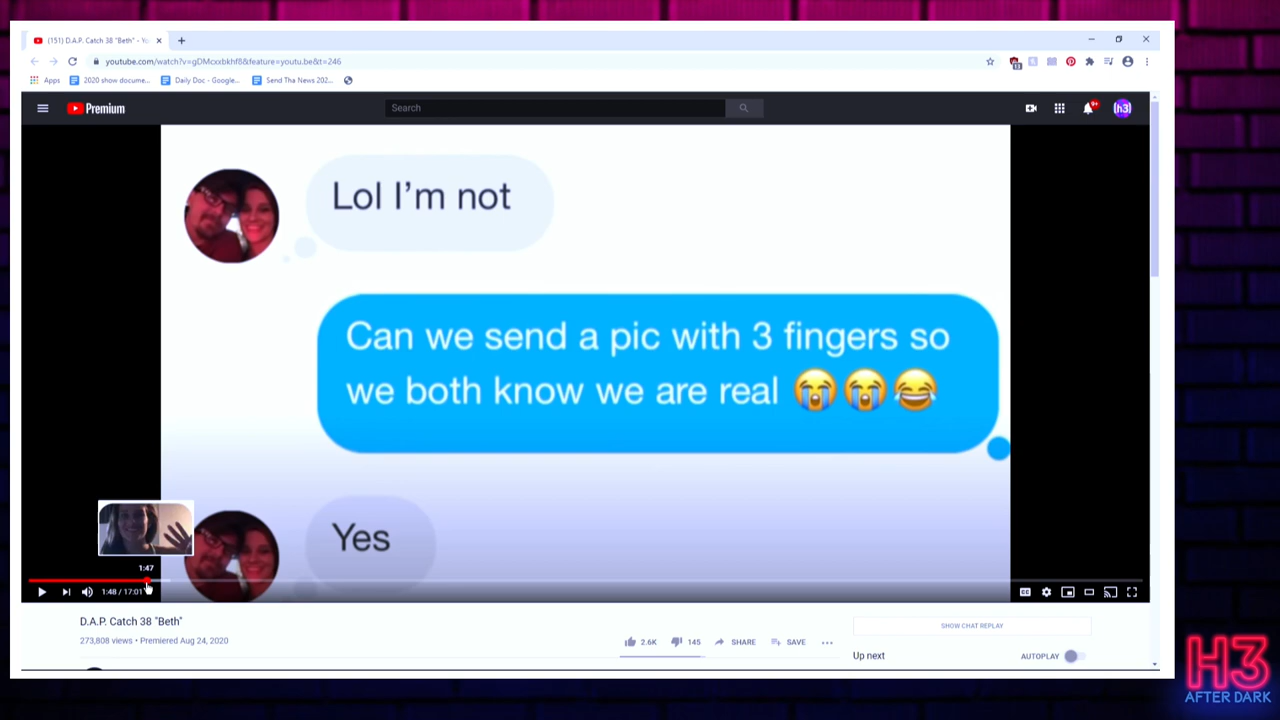 (151) D.A.P. Catch 38 "Beth" - Yo
youtube.com/watch?v=gDMcxxbkhf8&feature=youtu.be&t=246
Apps 2020 show docume... Daily Doc - Google... Send Tha News 202...
Premium
Search
9+
(h3)
Lol I'm not
Can we send a pic with 3 fingers so
we both know we are real 😭😭😂
Yes
1:47
1:48 / 17:01
CC
D.A.P. Catch 38 "Beth"
273,808 views • Premiered Aug 24, 2020
2.6K 145 SHARE SAVE
SHOW CHAT REPLAY
Up next
AUTOPLAY
H3
AFTER DARK